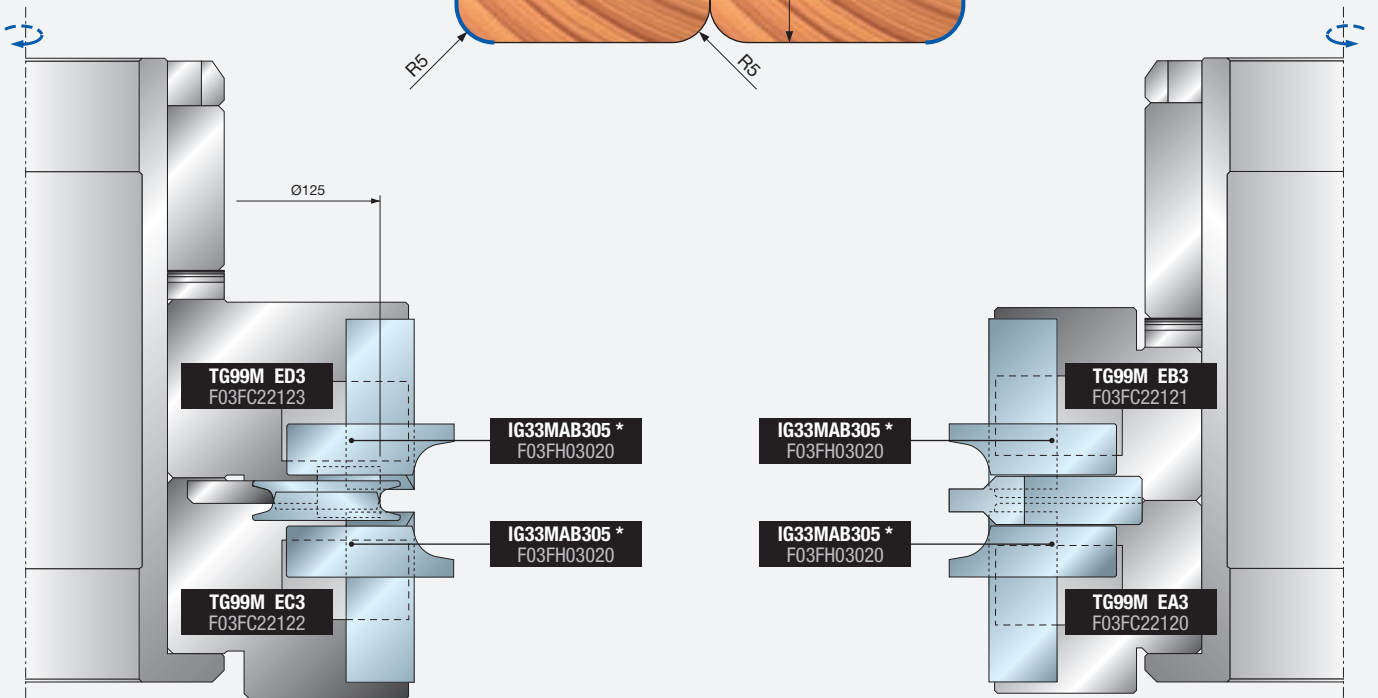 R5
R5
Ø125
TG99M ED3
F03FC22123
TG99M EB3
F03FC22121
IG33MAB305 *
F03FH03020
IG33MAB305 *
F03FH03020
IG33MAB305 *
F03FH03020
IG33MAB305 *
F03FH03020
TG99M EC3
F03FC22122
TG99M EA3
F03FC22120